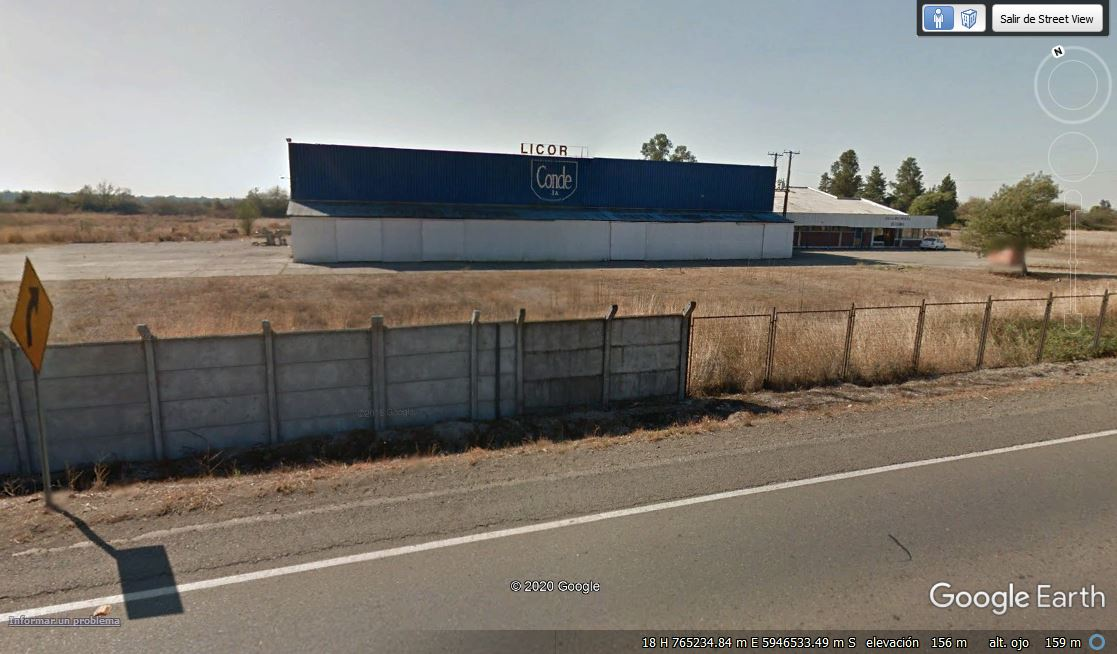 Salir de Street View
N
LICOR
Conde
© 2020 Google
Google Earth
Informar un problema
18 H 765234.84 m E 5946533.49 m S elevación 156 m alt. ojo 159 m